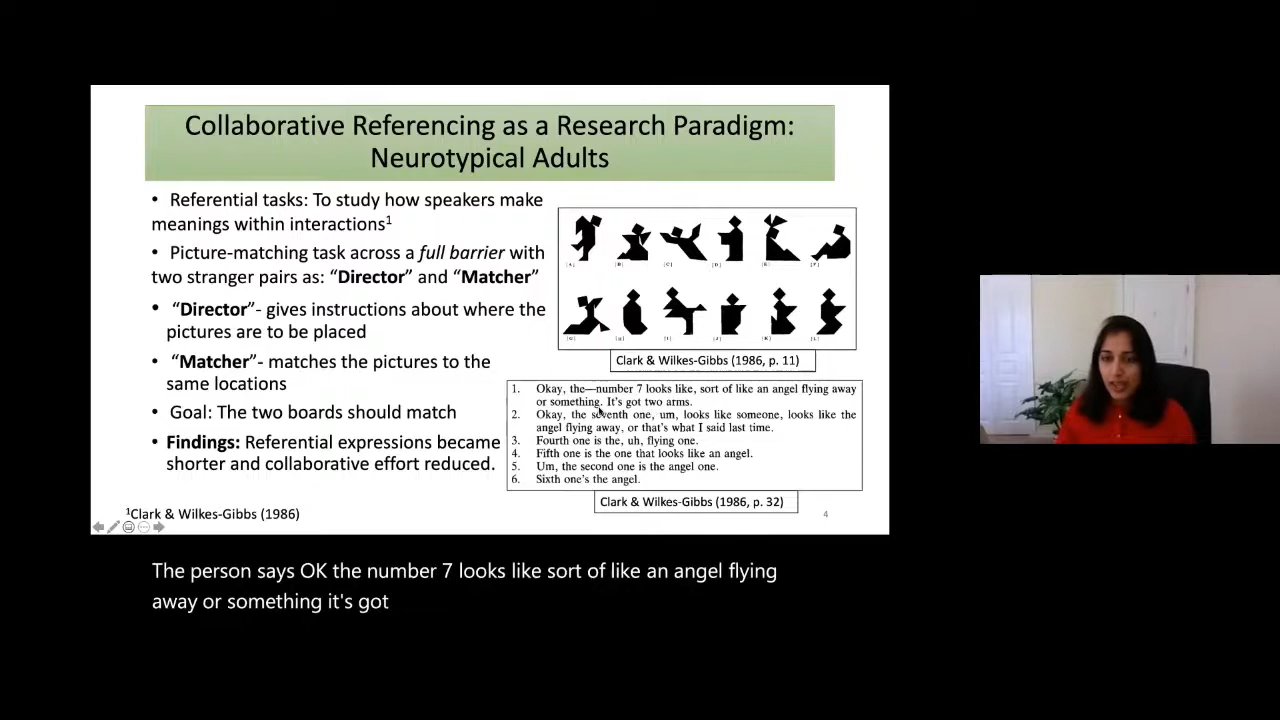 Collaborative Referencing as a Research Paradigm:
Neurotypical Adults
• Referential tasks: To study how speakers make
meanings within interactions1
• Picture-matching task across a full barrier with
two stranger pairs as: “Director” and “Matcher”
• “Director”- gives instructions about where the
pictures are to be placed
• “Matcher”- matches the pictures to the
same locations
• Goal: The two boards should match
• Findings: Referential expressions became
shorter and collaborative effort reduced.
1Clark & Wilkes-Gibbs (1986)
Clark & Wilkes-Gibbs (1986, p. 11)
1. Okay, the—number 7 looks like, sort of like an angel flying away
or something. It's got two arms.
2. Okay, the seventh one, um, looks like someone, looks like the
angel flying away, or that's what I said last time.
3. Fourth one is the, uh, flying one.
4. Fifth one is the one that looks like an angel.
5. Um, the second one is the angel one.
6. Sixth one's the angel.
Clark & Wilkes-Gibbs (1986, p. 32)
4
The person says OK the number 7 looks like sort of like an angel flying
away or something it's got